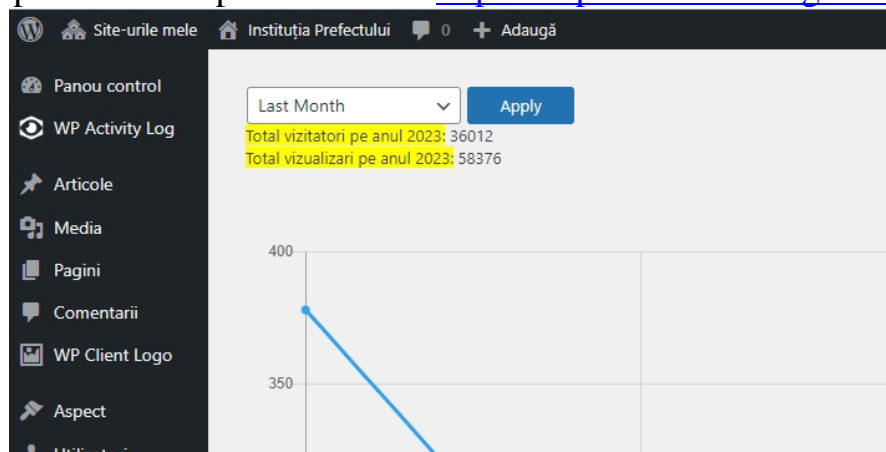 Site-urile mele Instituția Prefectului 0 Adaugă
Panou control
WP Activity Log
Articole
Media
Pagini
Comentarii
WP Client Logo
Aspect
Last Month Apply
Total vizitatori pe anul 2023: 36012
Total vizualizari pe anul 2023: 58376
400
350